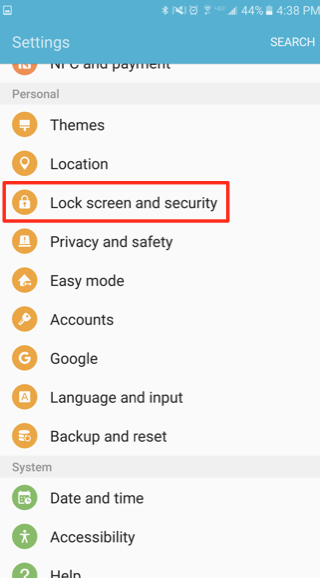 44% 4:38 PM
Settings SEARCH
NFC and payment
Personal
Themes
Location
Lock screen and security
Privacy and safety
Easy mode
Accounts
Google
Language and input
Backup and reset
System
Date and time
Accessibility
Help